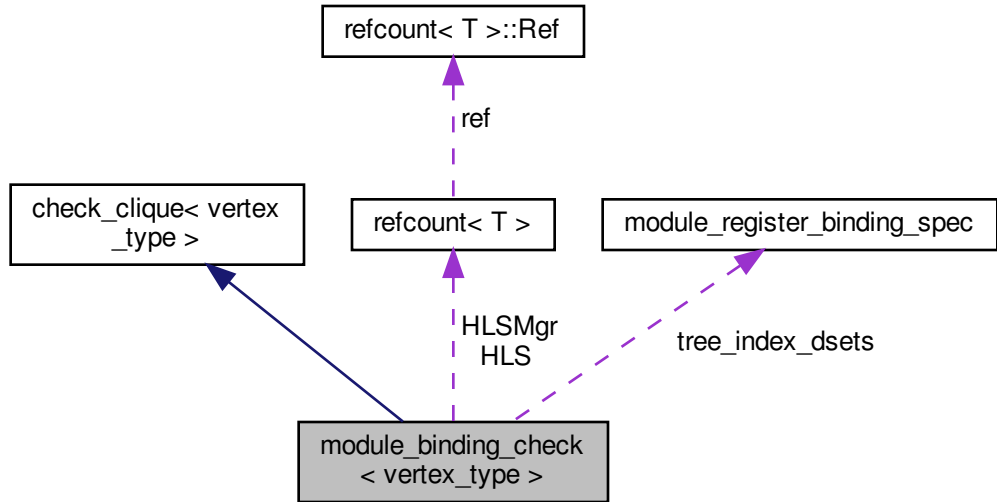 refcount< T >::Ref
ref
check_clique< vertex
_type >
refcount< T >
module_register_binding_spec
HLSMgr
HLS
tree_index_dsets
module_binding_check
< vertex_type >